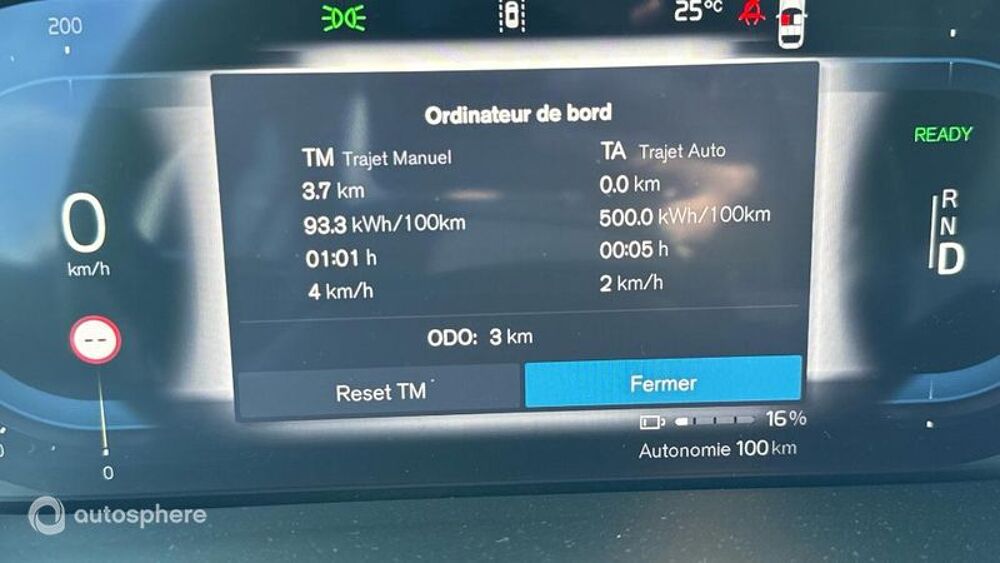 200
25°C
Ordinateur de bord
TM Trajet Manuel
3.7 km
93.3 kWh/100km
01:01 h
4 km/h
TA Trajet Auto
0.0 km
500.0 kWh/100km
00:05 h
2 km/h
ODO: 3 km
Reset TM
Fermer
0
km/h
--
0
READY
R
N
D
16%
Autonomie 100 km
autosphere